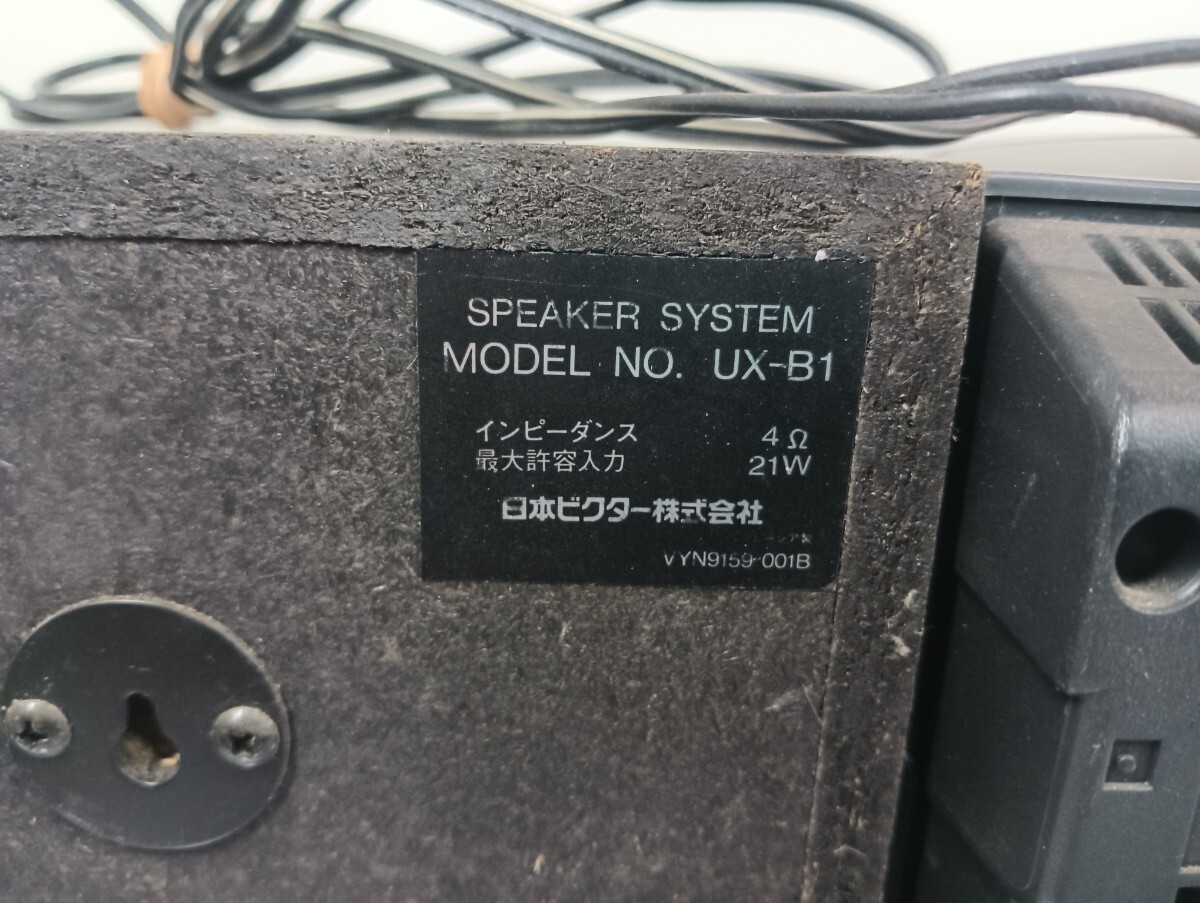 SPEAKER SYSTEM
MODEL NO. UX-B1
インピーダンス 4Ω
最大許容入力 21W
日本ビクター株式会社
VYN9159-001B